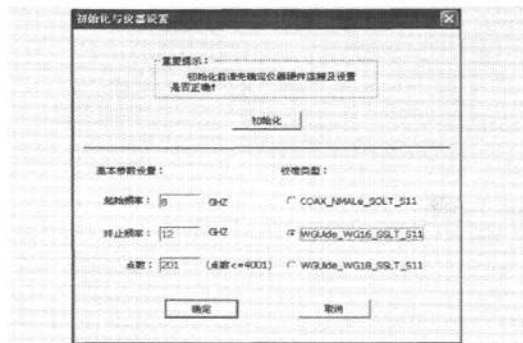 初始化与仪器设置
重要提示：
初始化前请先确定仪器硬件连接及设置
是否正确!
初始化
基本参数设置： 校准类型：
起始频率： 8 GHZ COAX_NMALe_SOLT_S11
终止频率： 12 GHZ WGUide_WG16_SSLT_S11
点数： 201 (点数<=4001) WGUide_WG18_SSLT_S11
确定 取消